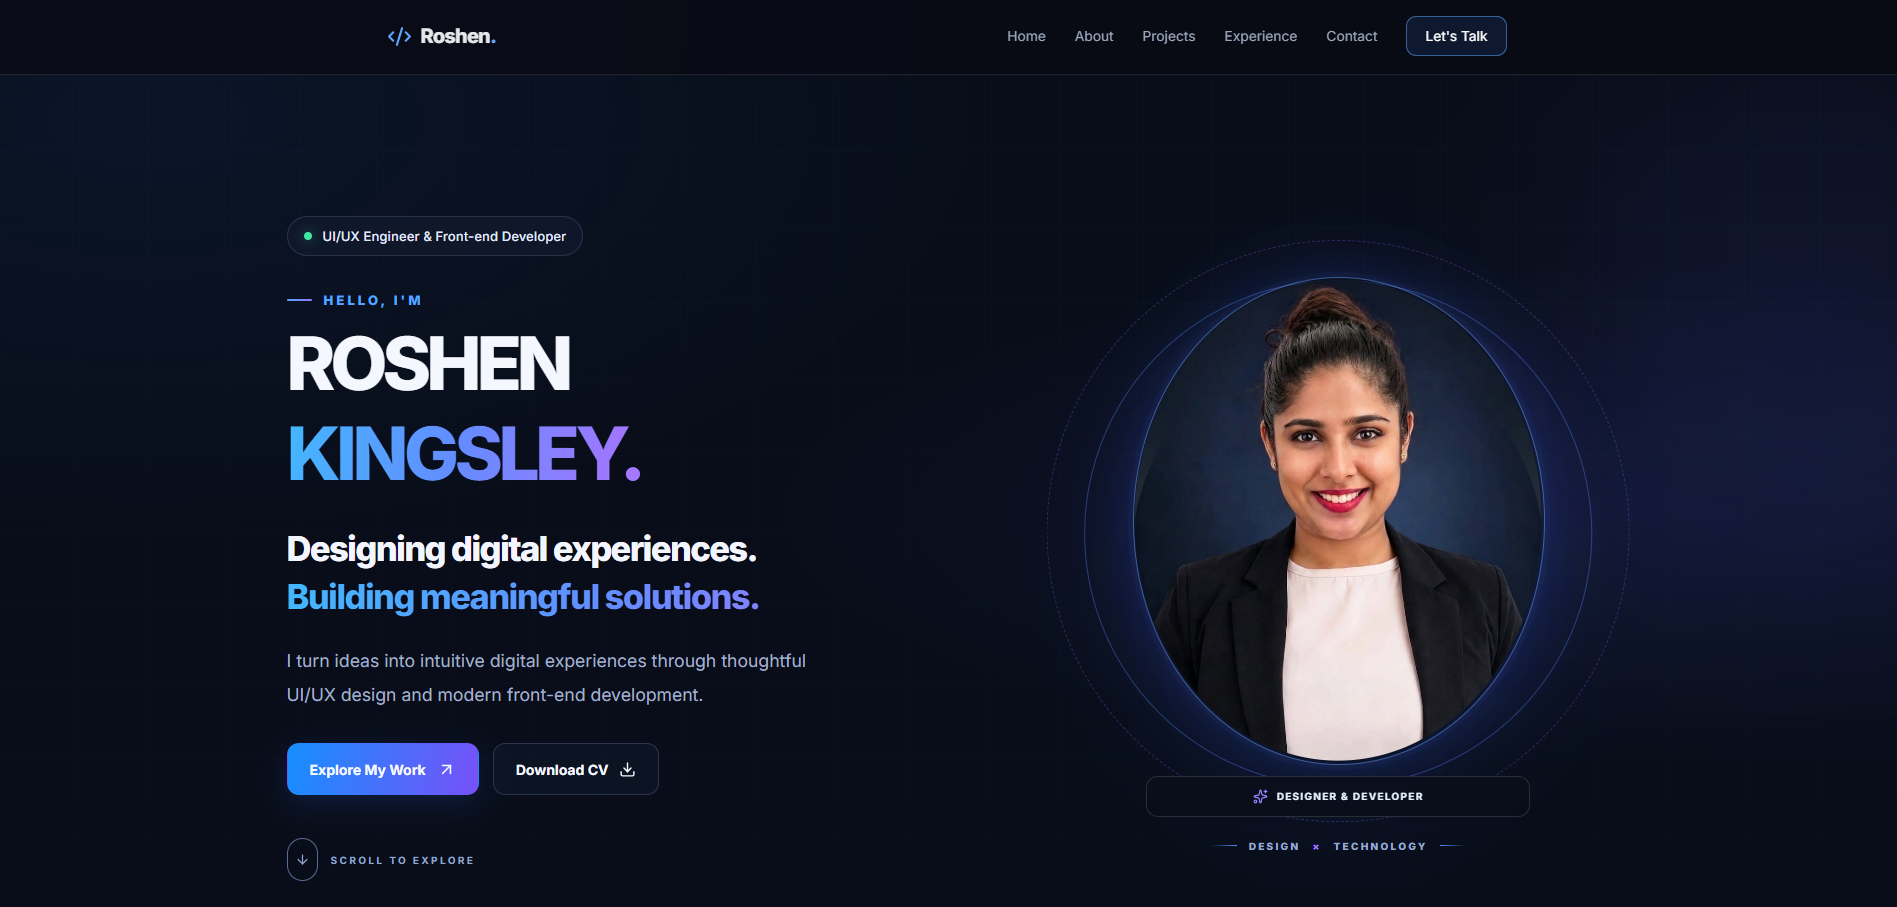 Roshen.
Home About Projects Experience Contact Let's Talk
UI/UX Engineer & Front-end Developer
HELLO, I'M
ROSHEN
KINGSLEY.
Designing digital experiences.
Building meaningful solutions.
I turn ideas into intuitive digital experiences through thoughtful
UI/UX design and modern front-end development.
Explore My Work
Download CV
SCROLL TO EXPLORE
DESIGNER & DEVELOPER
DESIGN × TECHNOLOGY